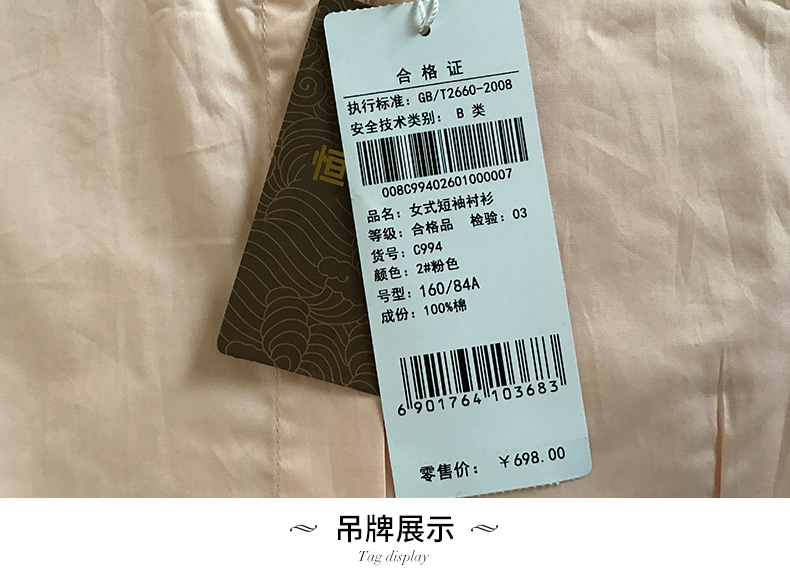 合格证
执行标准：GB/T2660-2008
安全技术类别： B 类
008C99402601000007
品名：女式短袖衬衫
等级：合格品 检验：03
货号：C994
颜色：2#粉色
号型：160/84A
成份：100%棉
6 901764 103683
零售价： ￥698.00
恒
～ 吊牌展示 ～
Tag display